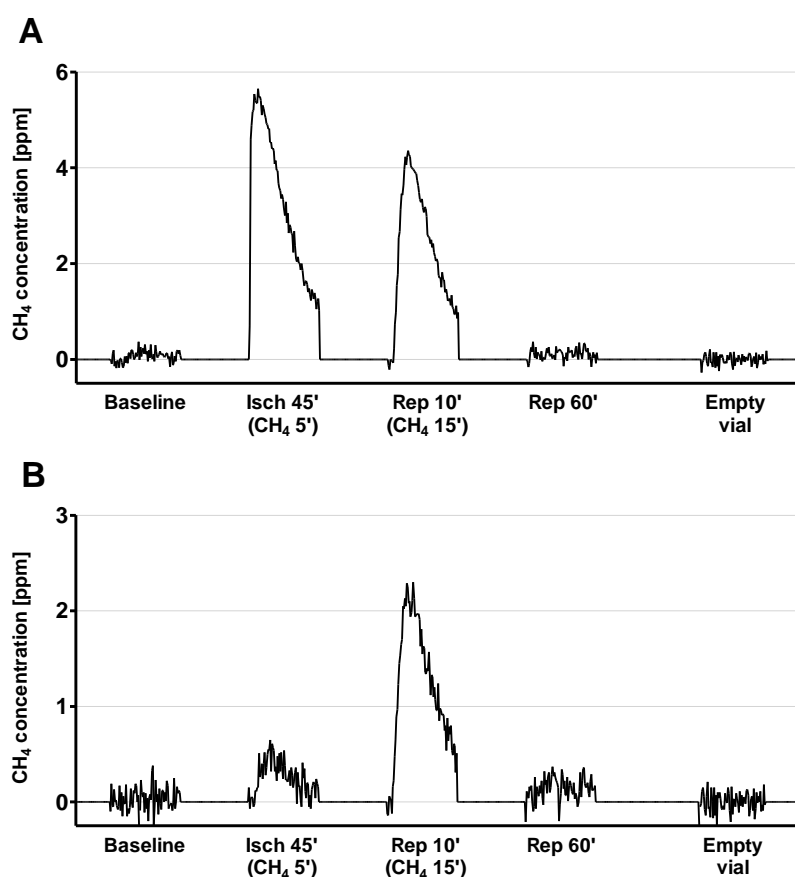 A
CH₄ concentration [ppm]
6
4
2
0
Baseline Isch 45' Rep 10' Rep 60' Empty
(CH₄ 5') (CH₄ 15') vial
B
CH₄ concentration [ppm]
3
2
1
0
Baseline Isch 45' Rep 10' Rep 60' Empty
(CH₄ 5') (CH₄ 15') vial